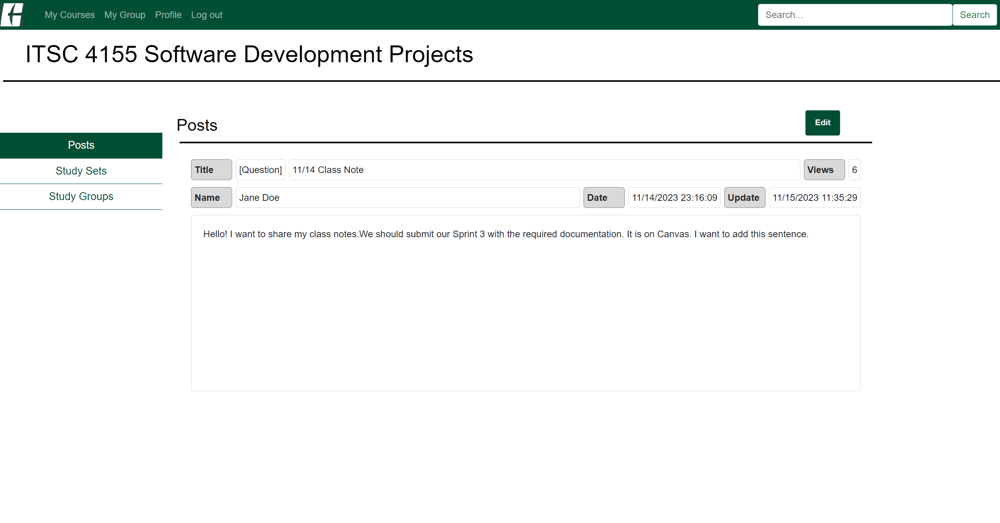 My Courses My Group Profile Log out Search... Search
ITSC 4155 Software Development Projects
Posts Edit
Posts
Study Sets
Study Groups
Title [Question] 11/14 Class Note Views 6
Name Jane Doe Date 11/14/2023 23:16:09 Update 11/15/2023 11:35:29
Hello! I want to share my class notes.We should submit our Sprint 3 with the required documentation. It is on Canvas. I want to add this sentence.